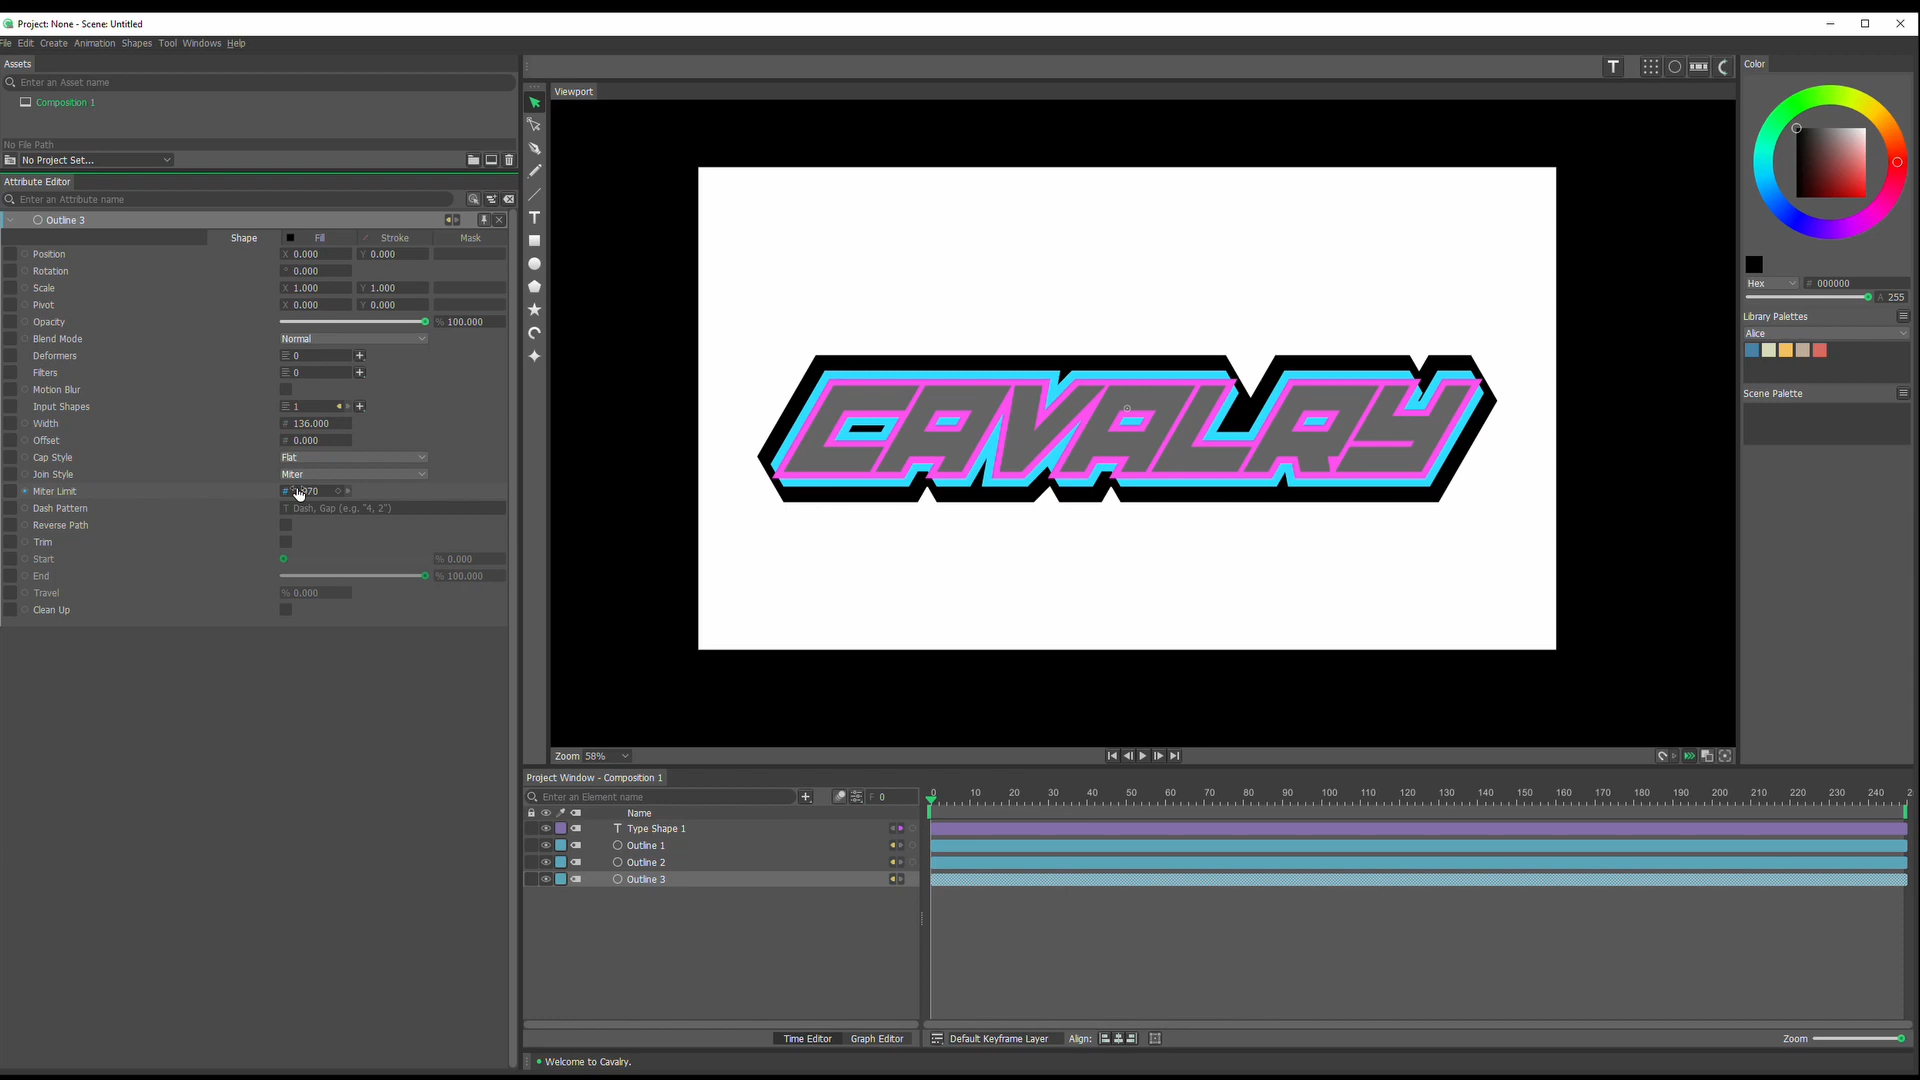 Project: None - Scene: Untitled
File Edit Create Animation Shapes Tool Windows Help
Assets
Enter an Asset name
Composition 1
No File Path
No Project Set...
Attribute Editor
Enter an Attribute name
Outline 3
Shape Fill Stroke Mask
Position X 0.000 Y 0.000
Rotation ° 0.000
Scale X 1.000 Y 1.000
Pivot X 0.000 Y 0.000
Opacity % 100.000
Blend Mode Normal
Deformers 0
Filters 0
Motion Blur
Input Shapes 1
Width # 136.000
Offset # 0.000
Cap Style Flat
Join Style Miter
Miter Limit #
Dash Pattern T Dash, Gap (e.g. "4, 2")
Reverse Path
Trim
Start % 0.000
End % 100.000
Travel % 0.000
Clean Up
T
Viewport
T
CAVALRY
Zoom 58%
Color
Hex # 000000
A 255
Library Palettes
Alice
Scene Palette
Project Window - Composition 1
Enter an Element name F 0
Name
T Type Shape 1
Outline 1
Outline 2
Outline 3
0 10 20 30 40 50 60 70 80 90 100 110 120 130 140 150 160 170 180 190 200 210 220 230 240 2
Time Editor Graph Editor
Default Keyframe Layer Align: Zoom
Welcome to Cavalry.